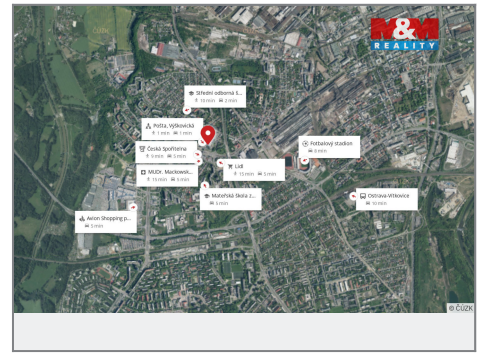 M&M
REALITY
Střední odborná š...
10 min 2 min
Pošta, Výškovická
1 min 1 min
Česká Spořitelna
9 min 5 min
Fotbalový stadion
8 min
Lidl
15 min 5 min
MUDr. Mackowsk...
15 min 3 min
Mateřská škola z...
5 min
Ostrava-Vítkovice
10 min
Avion Shopping p...
5 min
© ČÚZK